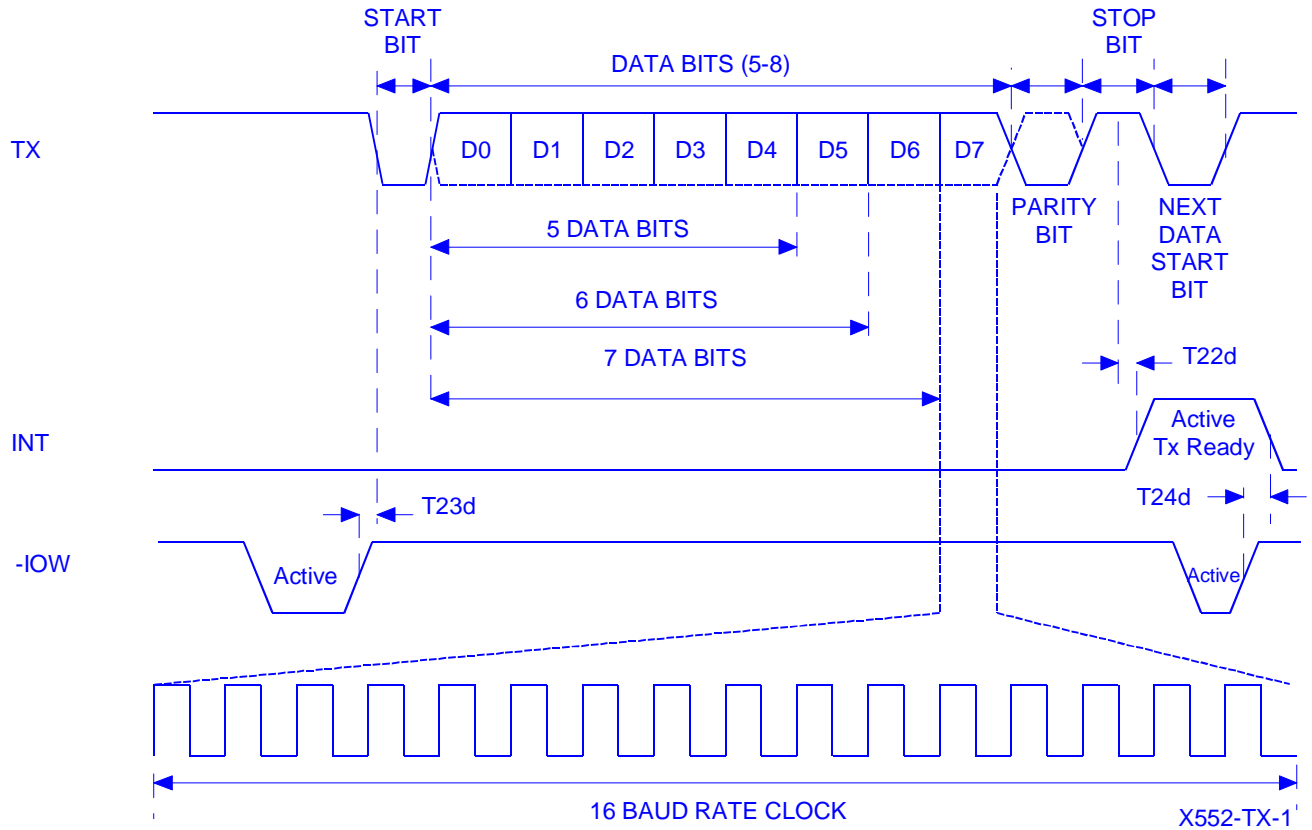 START
BIT
STOP
BIT
DATA BITS (5-8)
TX
D0 D1 D2 D3 D4 D5 D6 D7
PARITY
BIT
NEXT
DATA
START
BIT
5 DATA BITS
6 DATA BITS
7 DATA BITS
T22d
INT
Active
Tx Ready
T23d
T24d
-IOW
Active
Active
16 BAUD RATE CLOCK
X552-TX-1